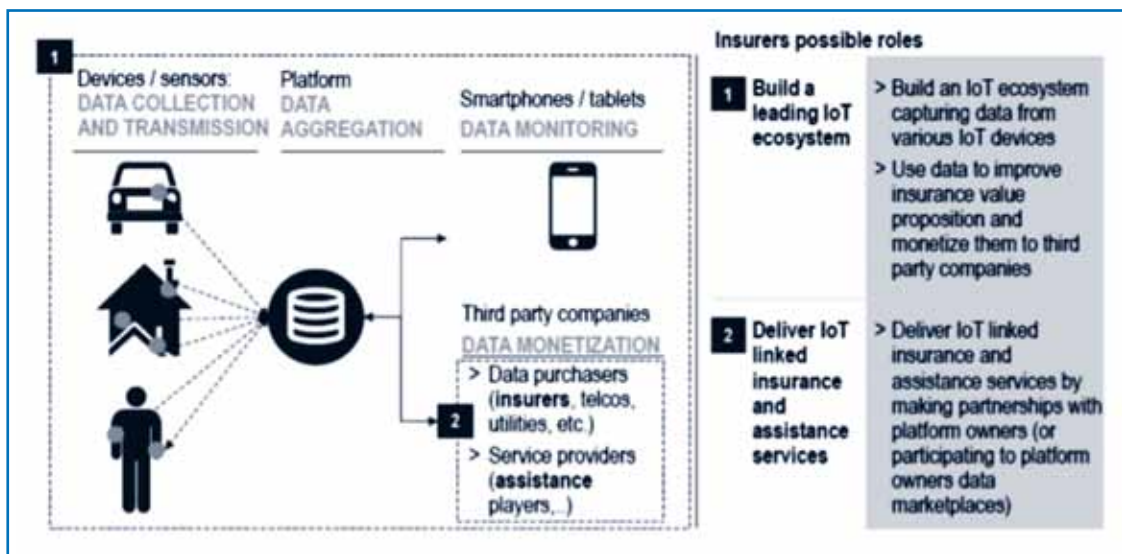 1
Devices / sensors:
DATA COLLECTION
AND TRANSMISSION
Platform
DATA
AGGREGATION
Smartphones / tablets
DATA MONITORING
Third party companies
DATA MONETIZATION
> Data purchasers
(insurers, telcos,
utilities, etc.)
2
> Service providers
(assistance
players,..)
Insurers possible roles
1 Build a
leading IoT
ecosystem
> Build an IoT ecosystem
capturing data from
various IoT devices
> Use data to improve
insurance value
proposition and
monetize them to third
party companies
2 Deliver IoT
linked
insurance
and
assistance
services
> Deliver IoT linked
insurance and
assistance services by
making partnerships with
platform owners (or
participating to platform
owners data
marketplaces)